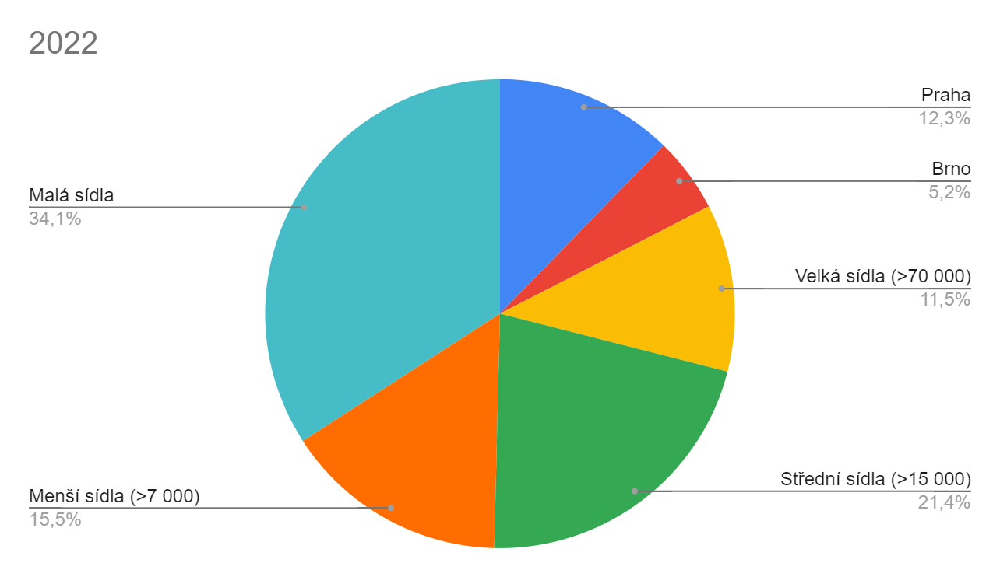 2022
Praha
12,3%
Brno
5,2%
Velká sídla (>70 000)
11,5%
Střední sídla (>15 000)
21,4%
Menší sídla (>7 000)
15,5%
Malá sídla
34,1%